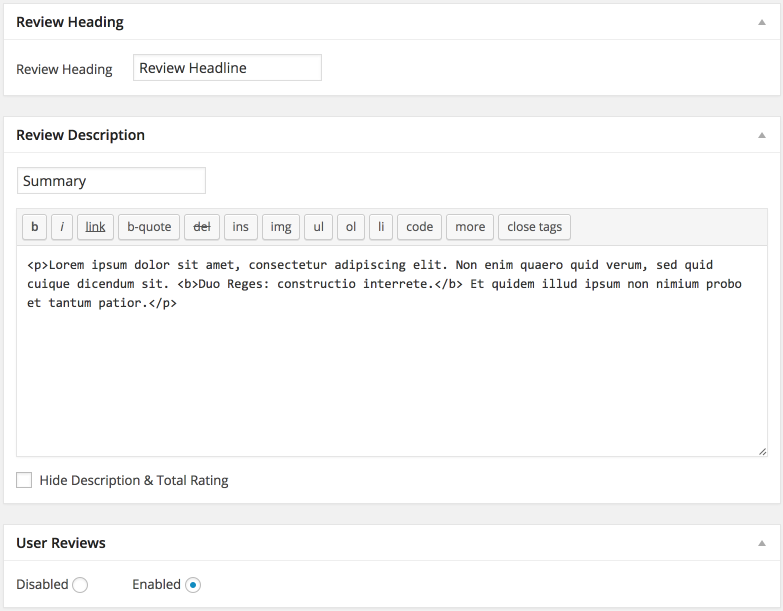 Review Heading
Review Heading Review Headline
Review Description
Summary
b i link b-quote del ins img ul ol li code more close tags
<p>Lorem ipsum dolor sit amet, consectetur adipiscing elit. Non enim quaero quid verum, sed quid
cuique dicendum sit. <b>Duo Reges: constructio interrete.</b> Et quidem illud ipsum non nimium probo
et tantum patior.</p>
Hide Description & Total Rating
User Reviews
Disabled Enabled